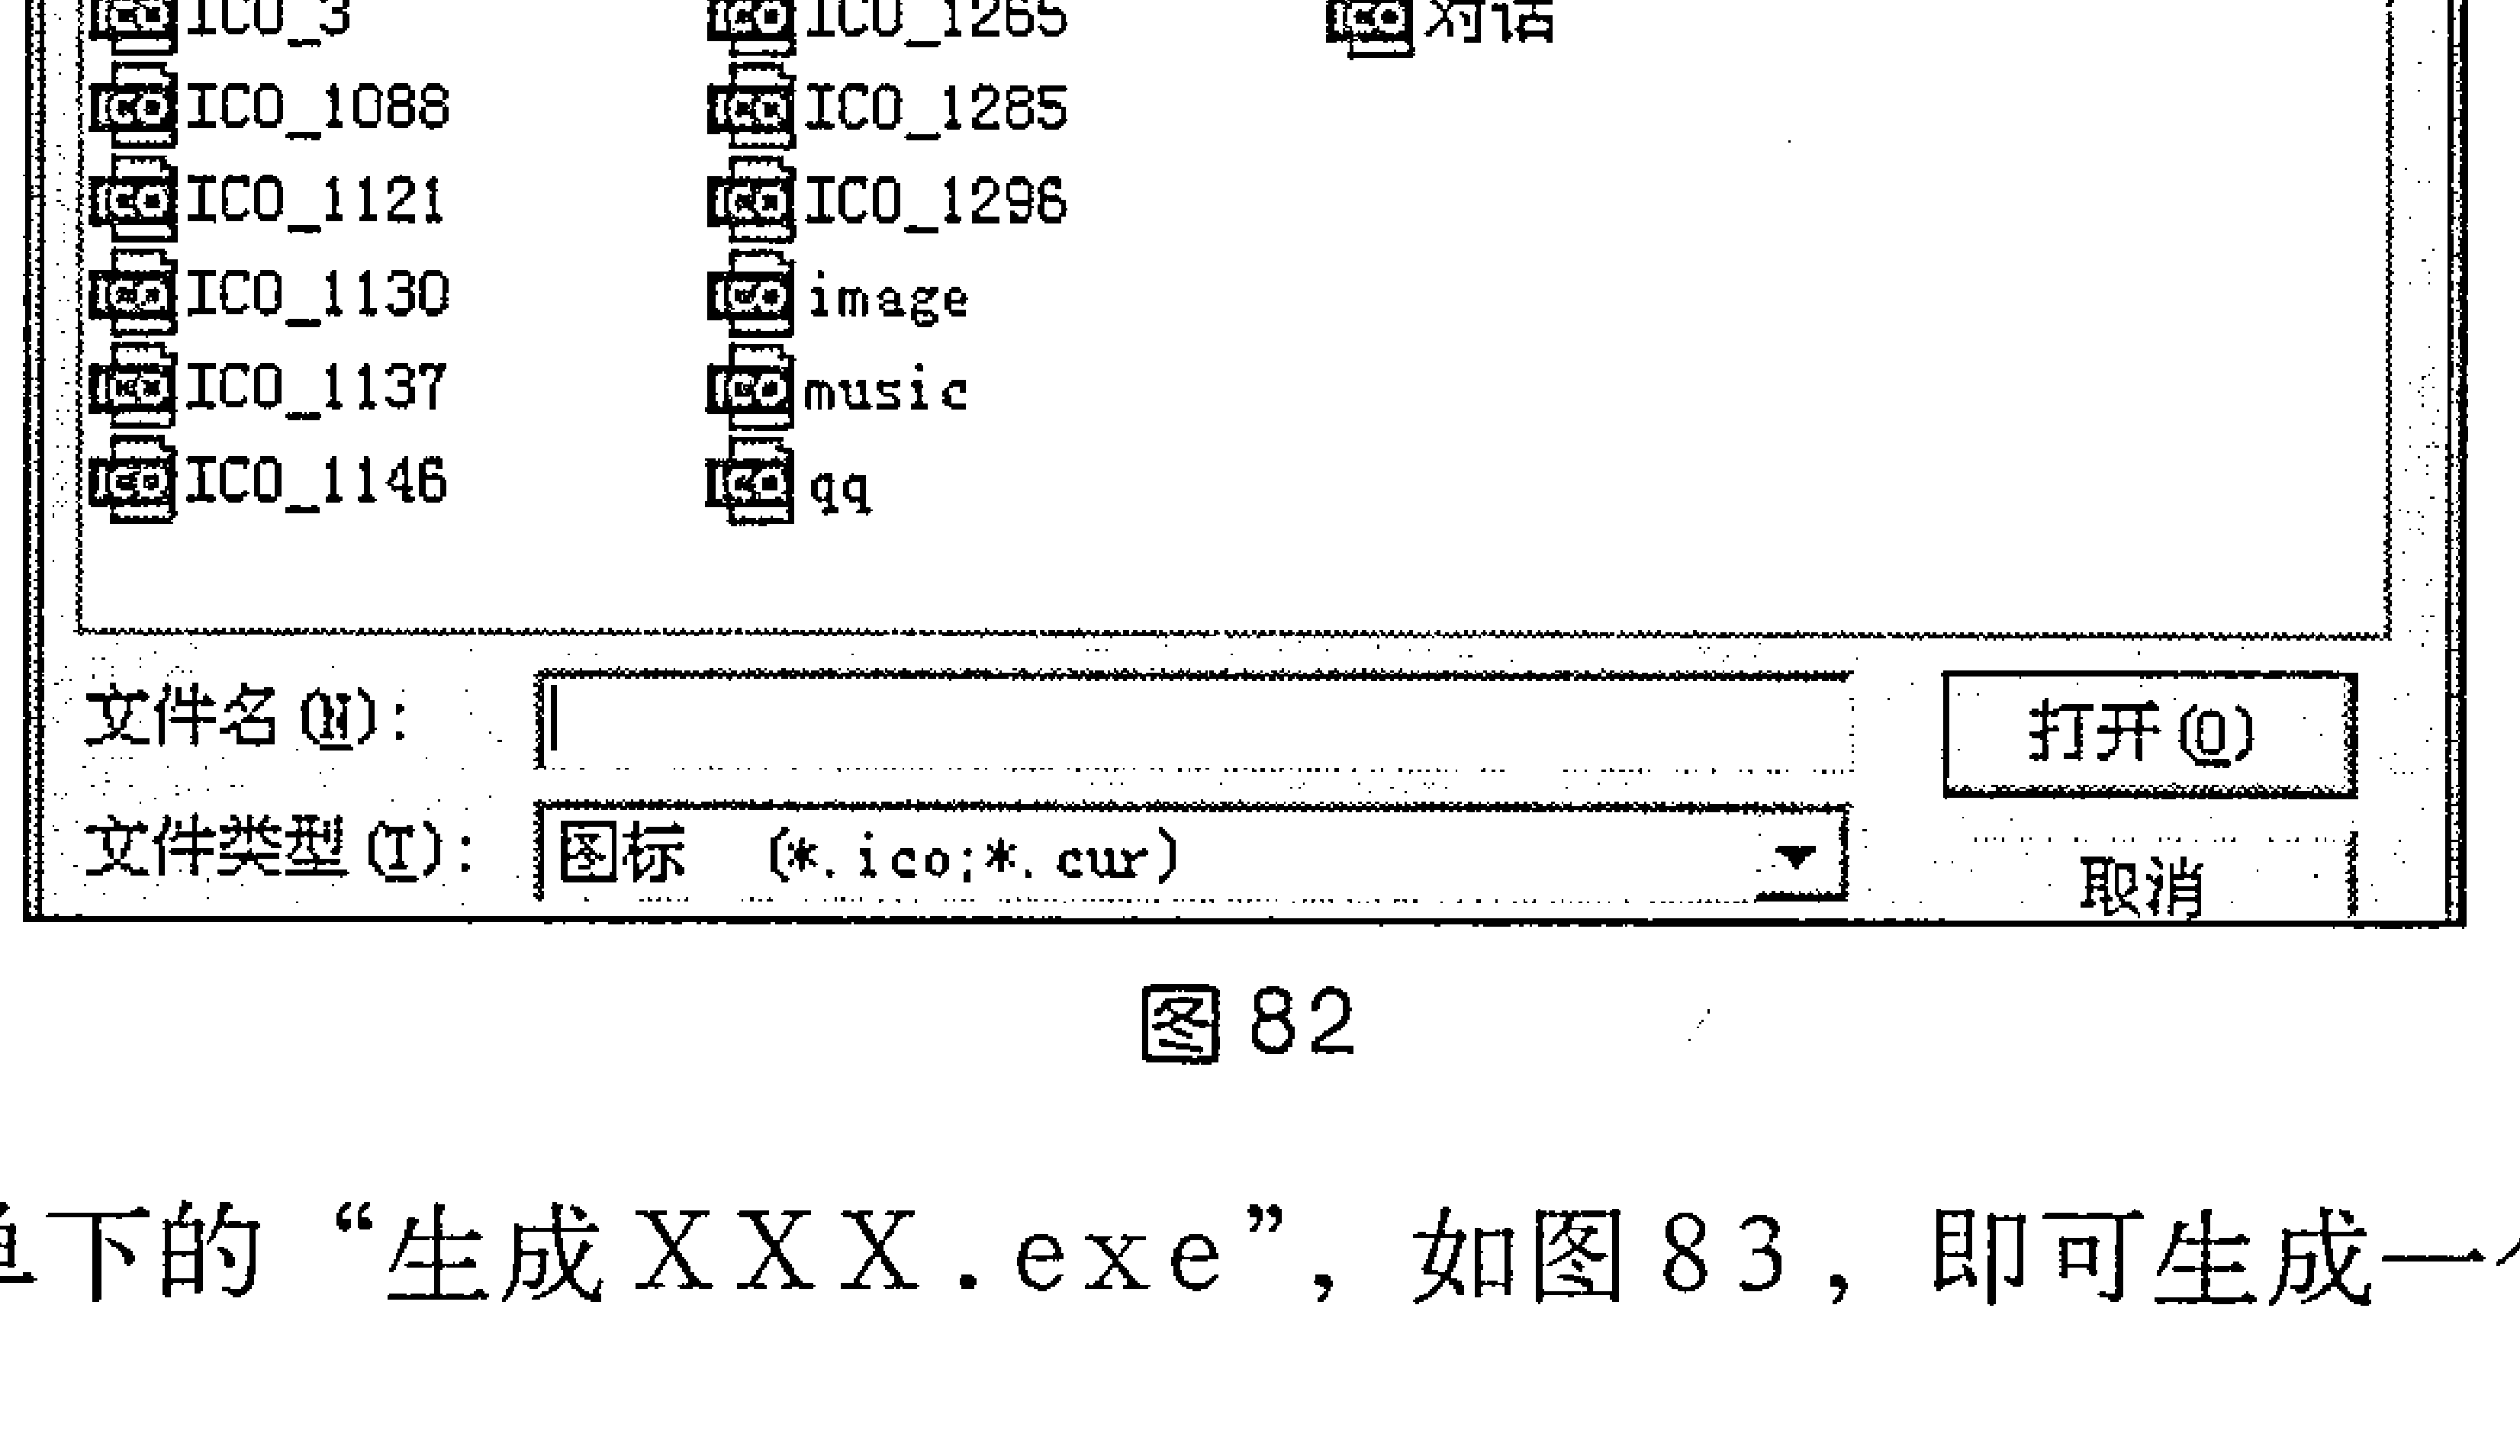 ICO_3 ICO_1265 对话
ICO_1088 ICO_1285
ICO_1121 ICO_1296
ICO_1130 image
ICO_1137 music
ICO_1146 qq
文件名(N): 打开(O)
文件类型(T): 图标 (*.ico;*.cur) 取消
图82
下的“生成XXX.exe”，如图83，即可生成一